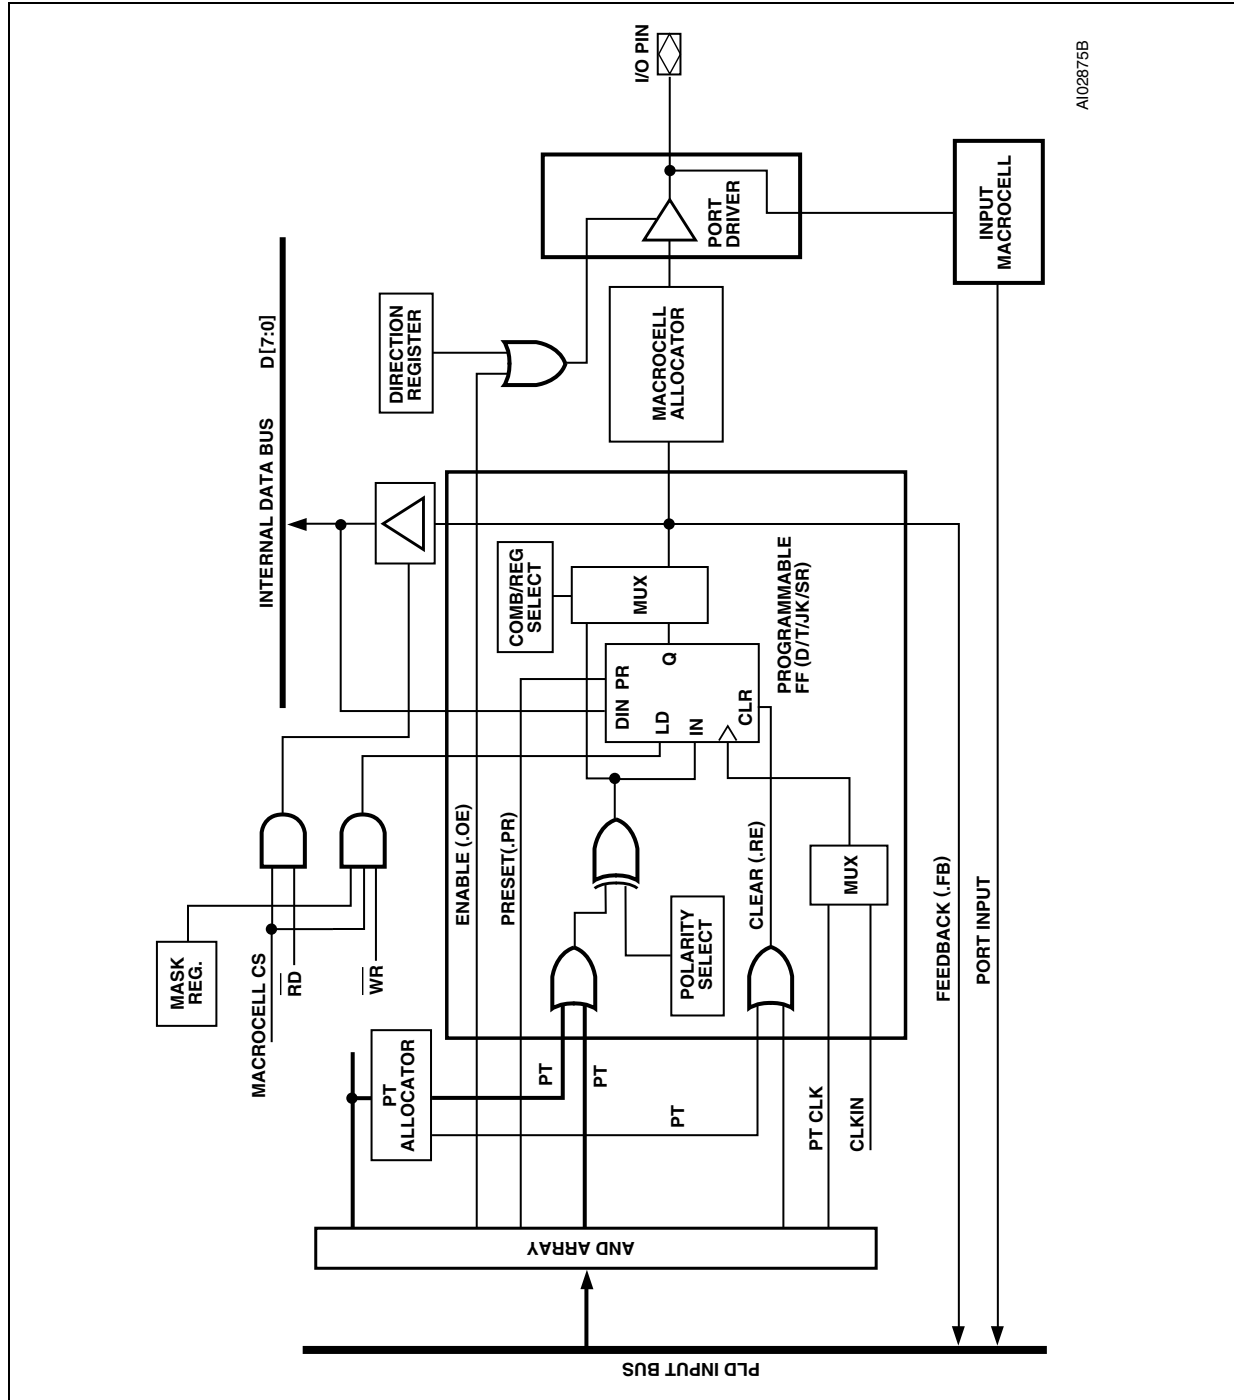 MASK
REG.
MACROCELL CS
RD
WR
INTERNAL DATA BUS
D [7:0]
DIRECTION
REGISTER
PT
ALLOCATOR
ENABLE (.OE)
PRESET(.PR)
COMB/REG
SELECT
PT
PT
PT
MUX
DIN
PR
LD
Q
IN
CLR
POLARITY
SELECT
CLEAR (.RE)
PROGRAMMABLE
FF (D/T/JK/SR)
MACROCELL
ALLOCATOR
PORT
DRIVER
I/O PIN
AND ARRAY
PT CLK
CLKIN
MUX
FEEDBACK (.FB)
PORT INPUT
INPUT
MACROCELL
PLD INPUT BUS
AI02875B